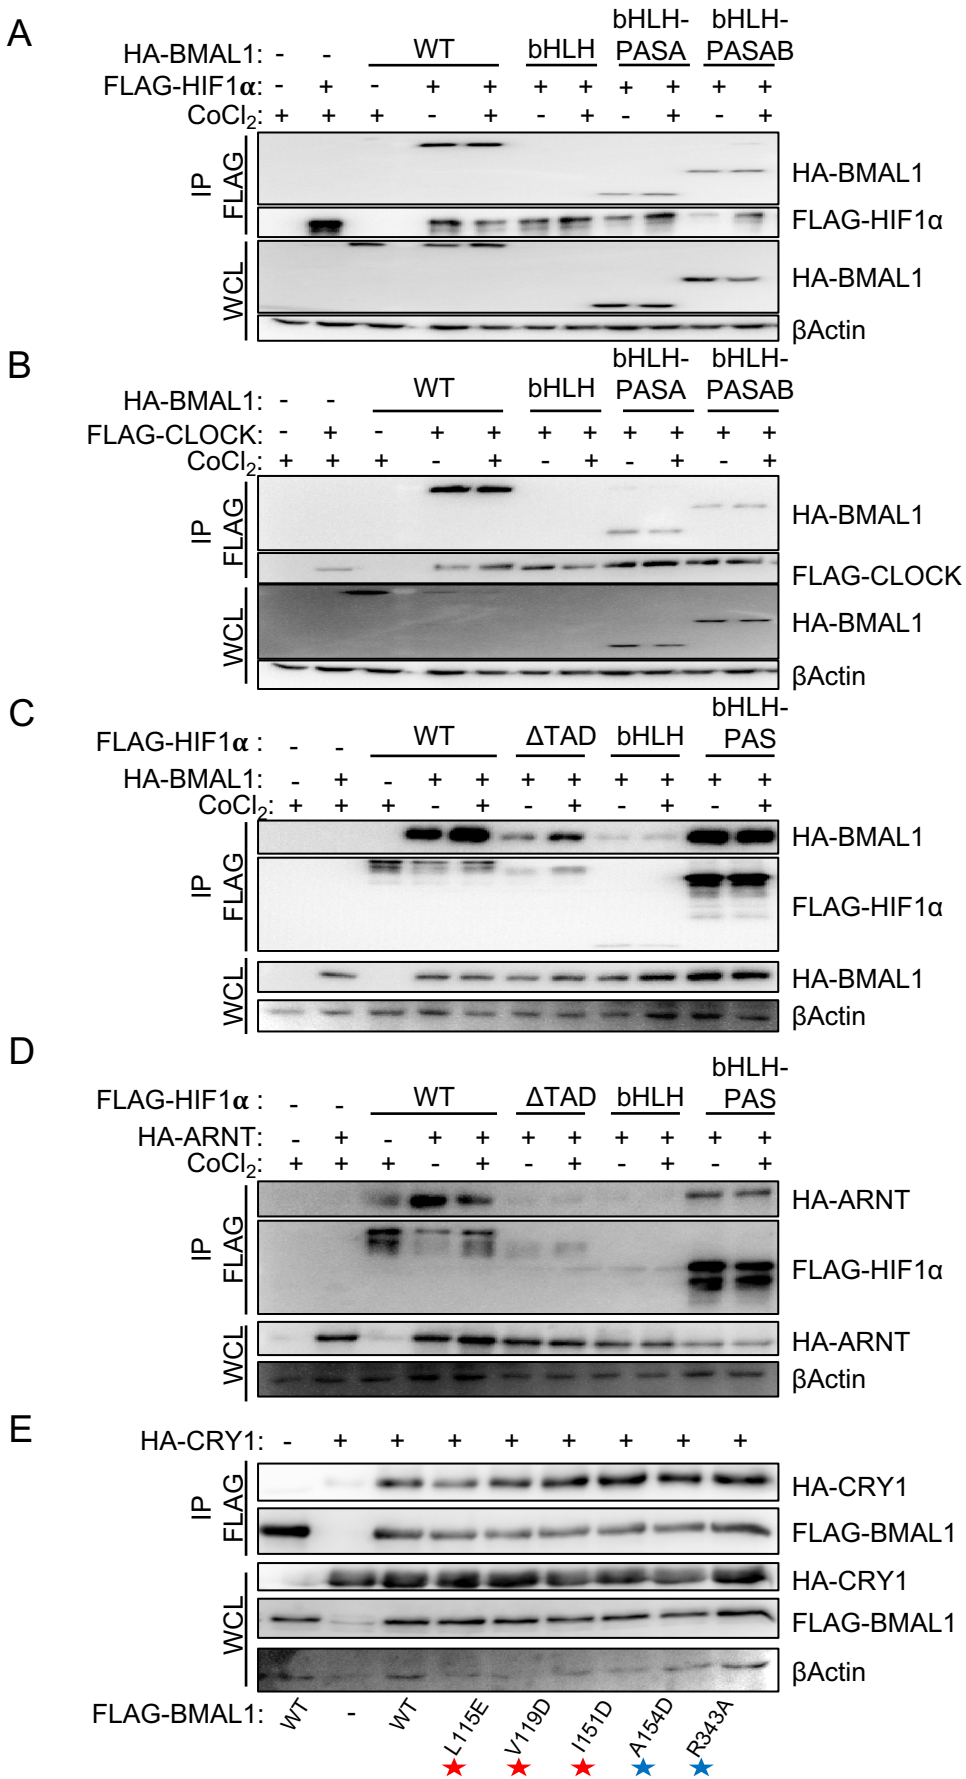 A
bHLH- bHLH-
HA-BMAL1: - - WT bHLH PASA PASAB
FLAG-HIF1α: - + - + + + + + + + +
CoCl2: + + + - + - + - + - +
IP FLAG
HA-BMAL1
FLAG-HIF1α
WCL
HA-BMAL1
βActin
B
bHLH- bHLH-
HA-BMAL1: - - WT bHLH PASA PASAB
FLAG-CLOCK: - + - + + + + + + + +
CoCl2: + + + - + - + - + - +
IP FLAG
HA-BMAL1
FLAG-CLOCK
WCL
HA-BMAL1
βActin
C
bHLH-
FLAG-HIF1α : - - WT ΔTAD bHLH PAS
HA-BMAL1: - + - + + + + + + + +
CoCl2: + + + - + - + - + - +
IP FLAG
HA-BMAL1
FLAG-HIF1α
WCL
HA-BMAL1
βActin
D
bHLH-
FLAG-HIF1α : - - WT ΔTAD bHLH PAS
HA-ARNT: - + - + + + + + + + +
CoCl2: + + + - + - + - + - +
IP FLAG
HA-ARNT
FLAG-HIF1α
WCL
HA-ARNT
βActin
E
HA-CRY1: - + + + + + + + +
IP FLAG
HA-CRY1
FLAG-BMAL1
WCL
HA-CRY1
FLAG-BMAL1
βActin
FLAG-BMAL1: WT - WT L115E V119D I151D A154D R343A